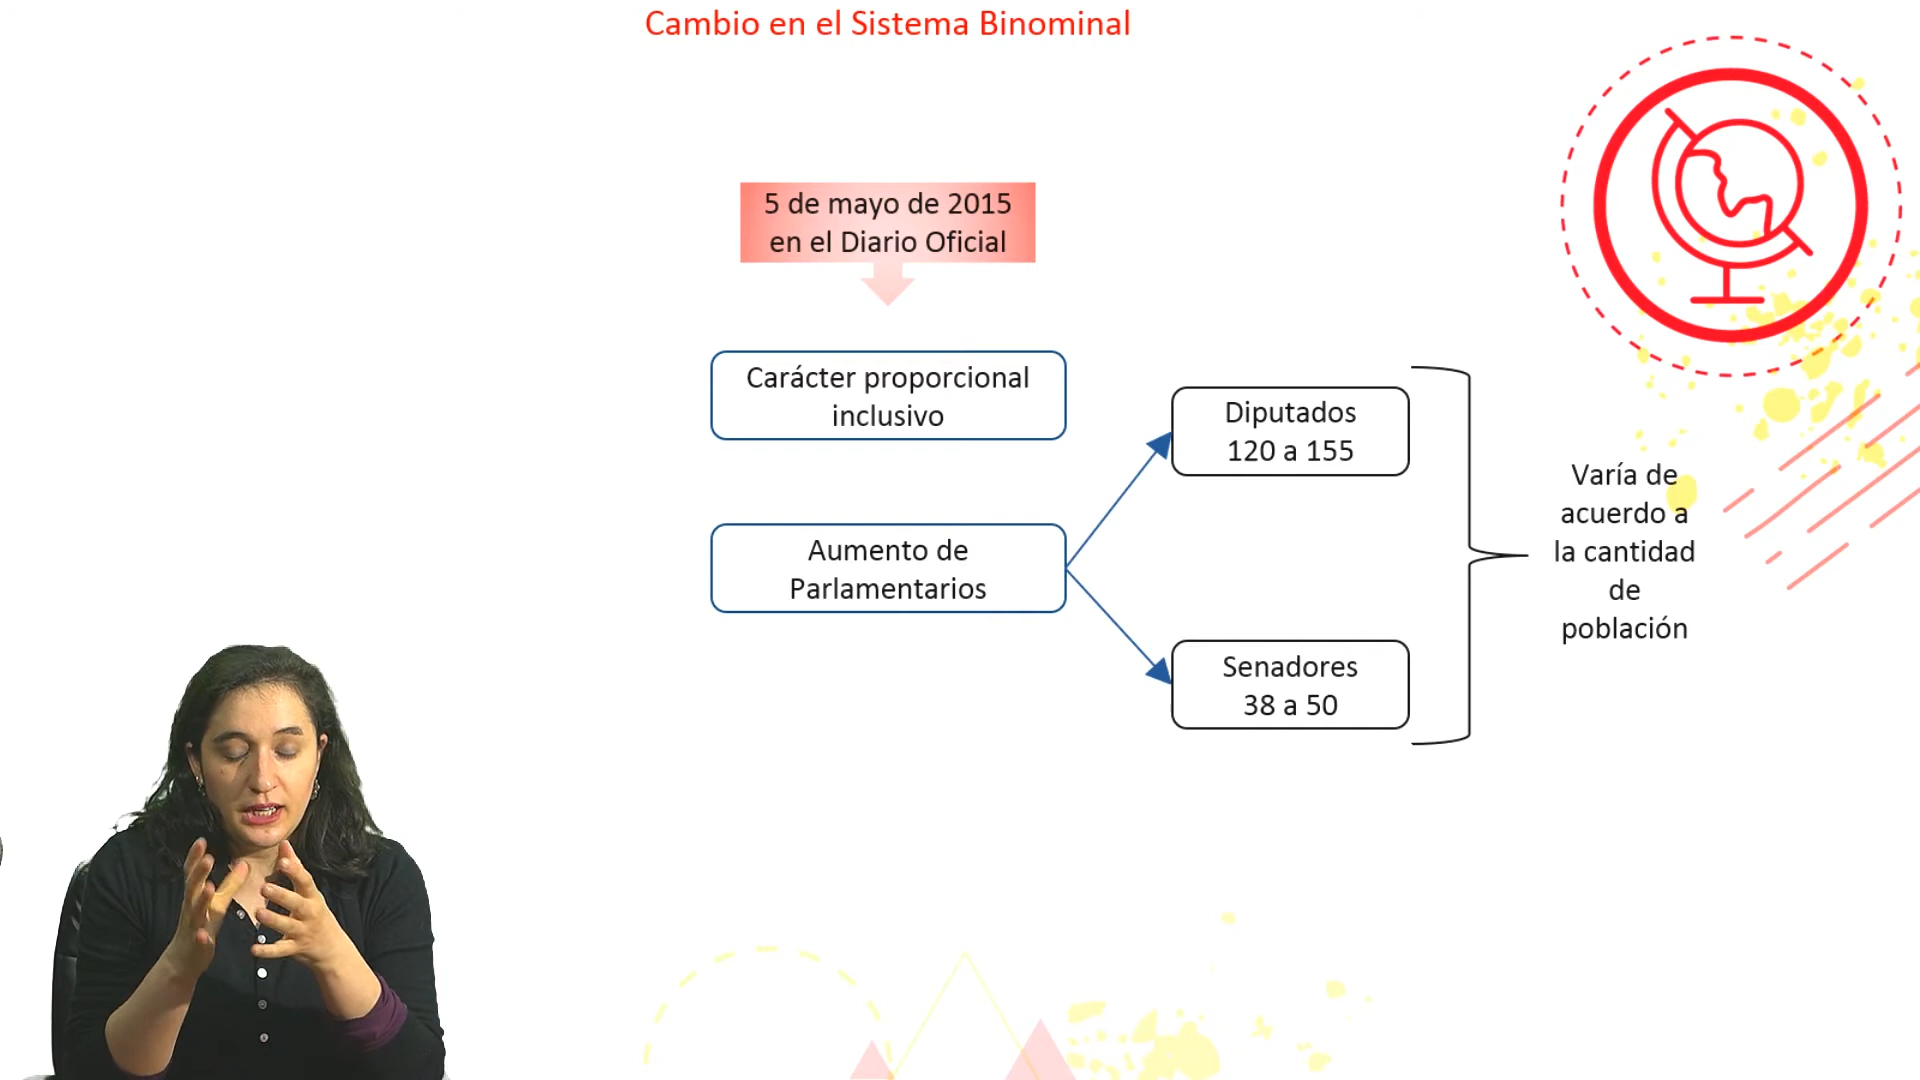 Cambio en el Sistema Binominal
5 de mayo de 2015
en el Diario Oficial
Carácter proporcional
inclusivo
Aumento de
Parlamentarios
Diputados
120 a 155
Senadores
38 a 50
Varía de
acuerdo a
la cantidad
de
población